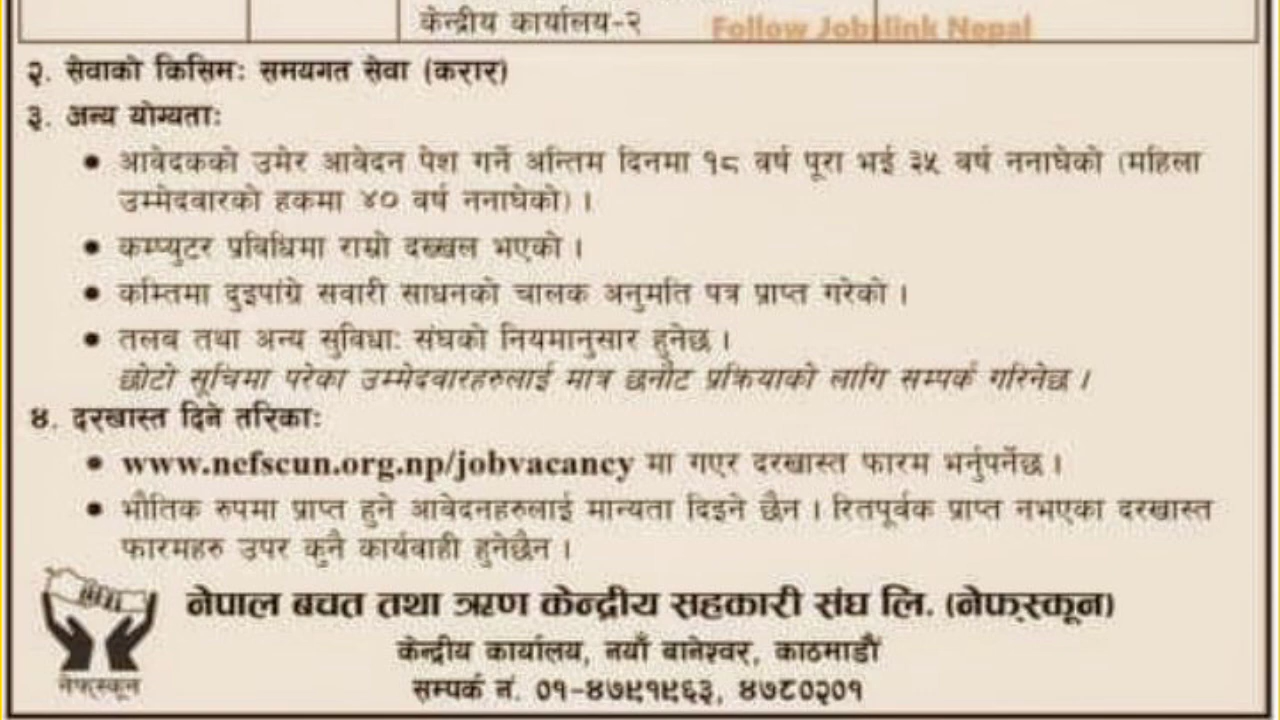 केन्द्रीय कार्यालय-२
Follow Jobslink Nepal
२. सेवाको किसिमः समयगत सेवा (करार)
३. अन्य योग्यताः
● आवेदकको उमेर आवेदन पेश गर्ने अन्तिम दिनमा १८ वर्ष पूरा भई ३५ वर्ष ननाघेको (महिला
उम्मेदवारको हकमा ४० वर्ष ननाघेको) ।
● कम्प्युटर प्रविधिमा राम्रो दख्खल भएको ।
● कम्तिमा दुइपांग्रे सवारी साधनको चालक अनुमति पत्र प्राप्त गरेको ।
● तलब तथा अन्य सुविधाः संघको नियमानुसार हुनेछ ।
छोटो सूचिमा परेका उम्मेदवारहरुलाई मात्र छनौट प्रक्रियाको लागि सम्पर्क गरिनेछ ।
४. दरखास्त दिने तरिकाः
● www.nefscun.org.np/jobvacancy मा गएर दरखास्त फारम भर्नुपर्नेछ ।
● भौतिक रुपमा प्राप्त हुने आवेदनहरुलाई मान्यता दिइने छैन । रितपूर्वक प्राप्त नभएका दरखास्त
फारमहरु उपर कुनै कार्यवाही हुनेछैन ।
नेपाल बचत तथा ऋण केन्द्रीय सहकारी संघ लि. (नेफ्स्कून)
केन्द्रीय कार्यालय, नयाँ बानेश्वर, काठमाडौं
सम्पर्क नं. ०१-४७९१९६३, ४७८०२०१
नेफ्स्कून